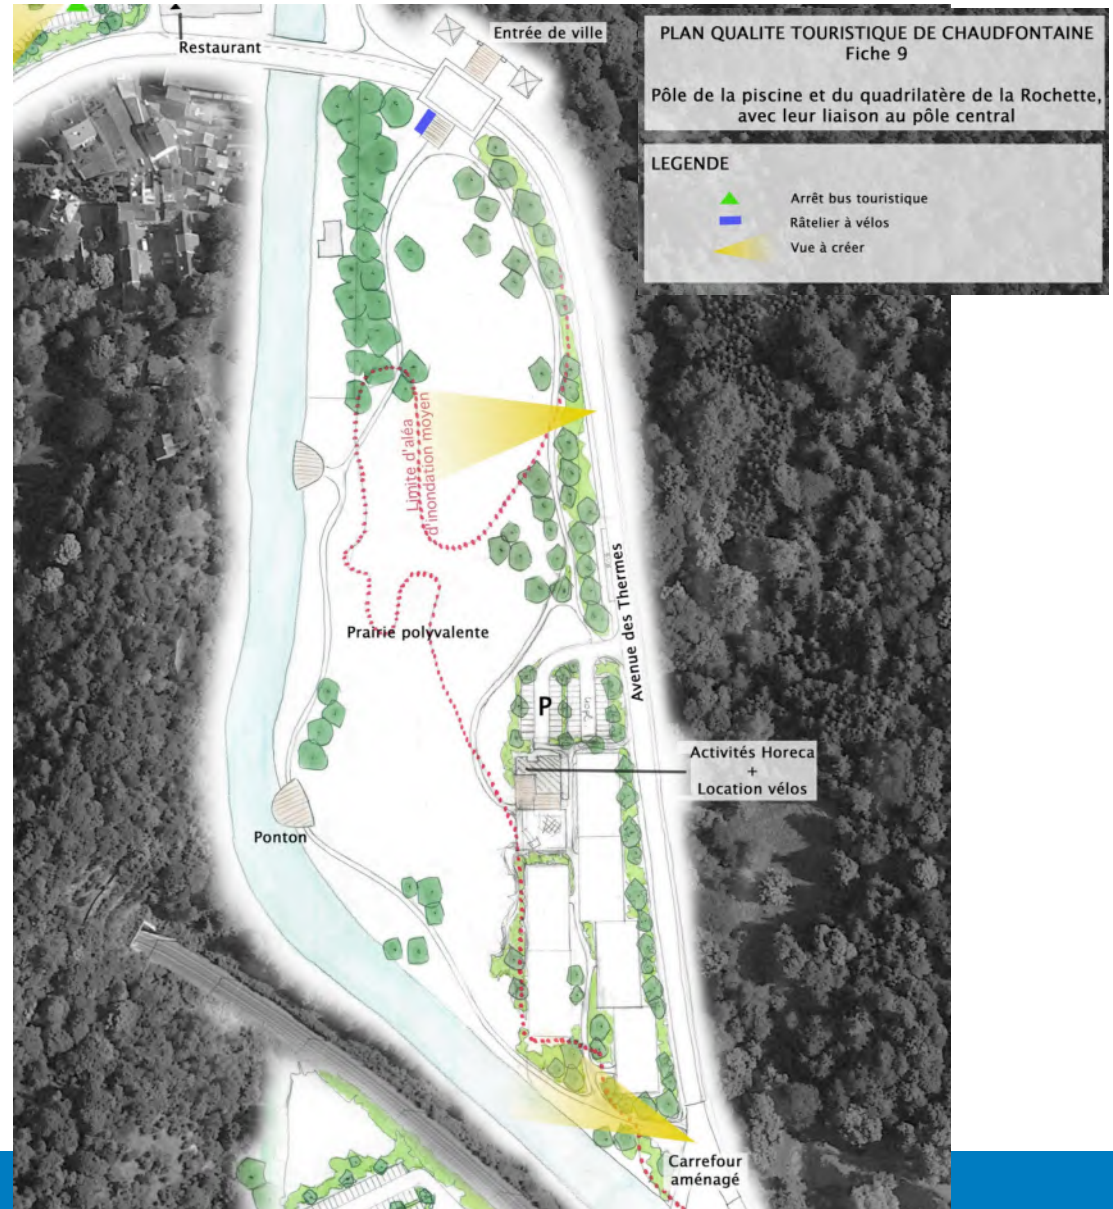 Restaurant
Entrée de ville
PLAN QUALITE TOURISTIQUE DE CHAUDFONTAINE
Fiche 9
Pôle de la piscine et du quadrilatère de la Rochette,
avec leur liaison au pôle central
LEGENDE
Arrêt bus touristique
Râtelier à vélos
Vue à créer
Limite d'aléa
d'inondation moyen
Prairie polyvalente
Avenue des Thermes
P
Activités Horeca
+
Location vélos
Ponton
Carrefour
aménagé